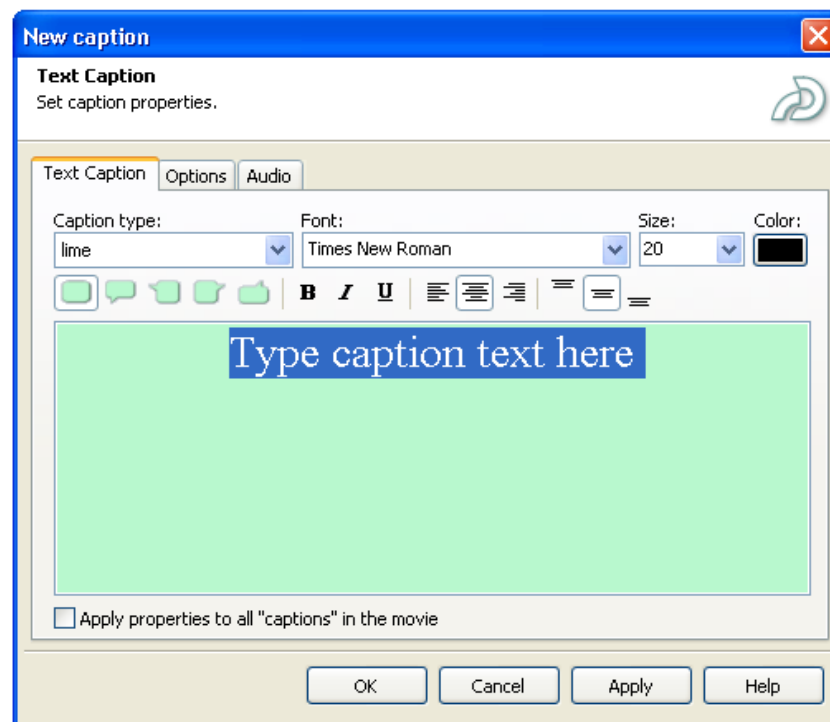 New caption
Text Caption
Set caption properties.
Text Caption Options Audio
Caption type: Font: Size: Color:
lime Times New Roman 20
B I U
Type caption text here
Apply properties to all "captions" in the movie
OK Cancel Apply Help